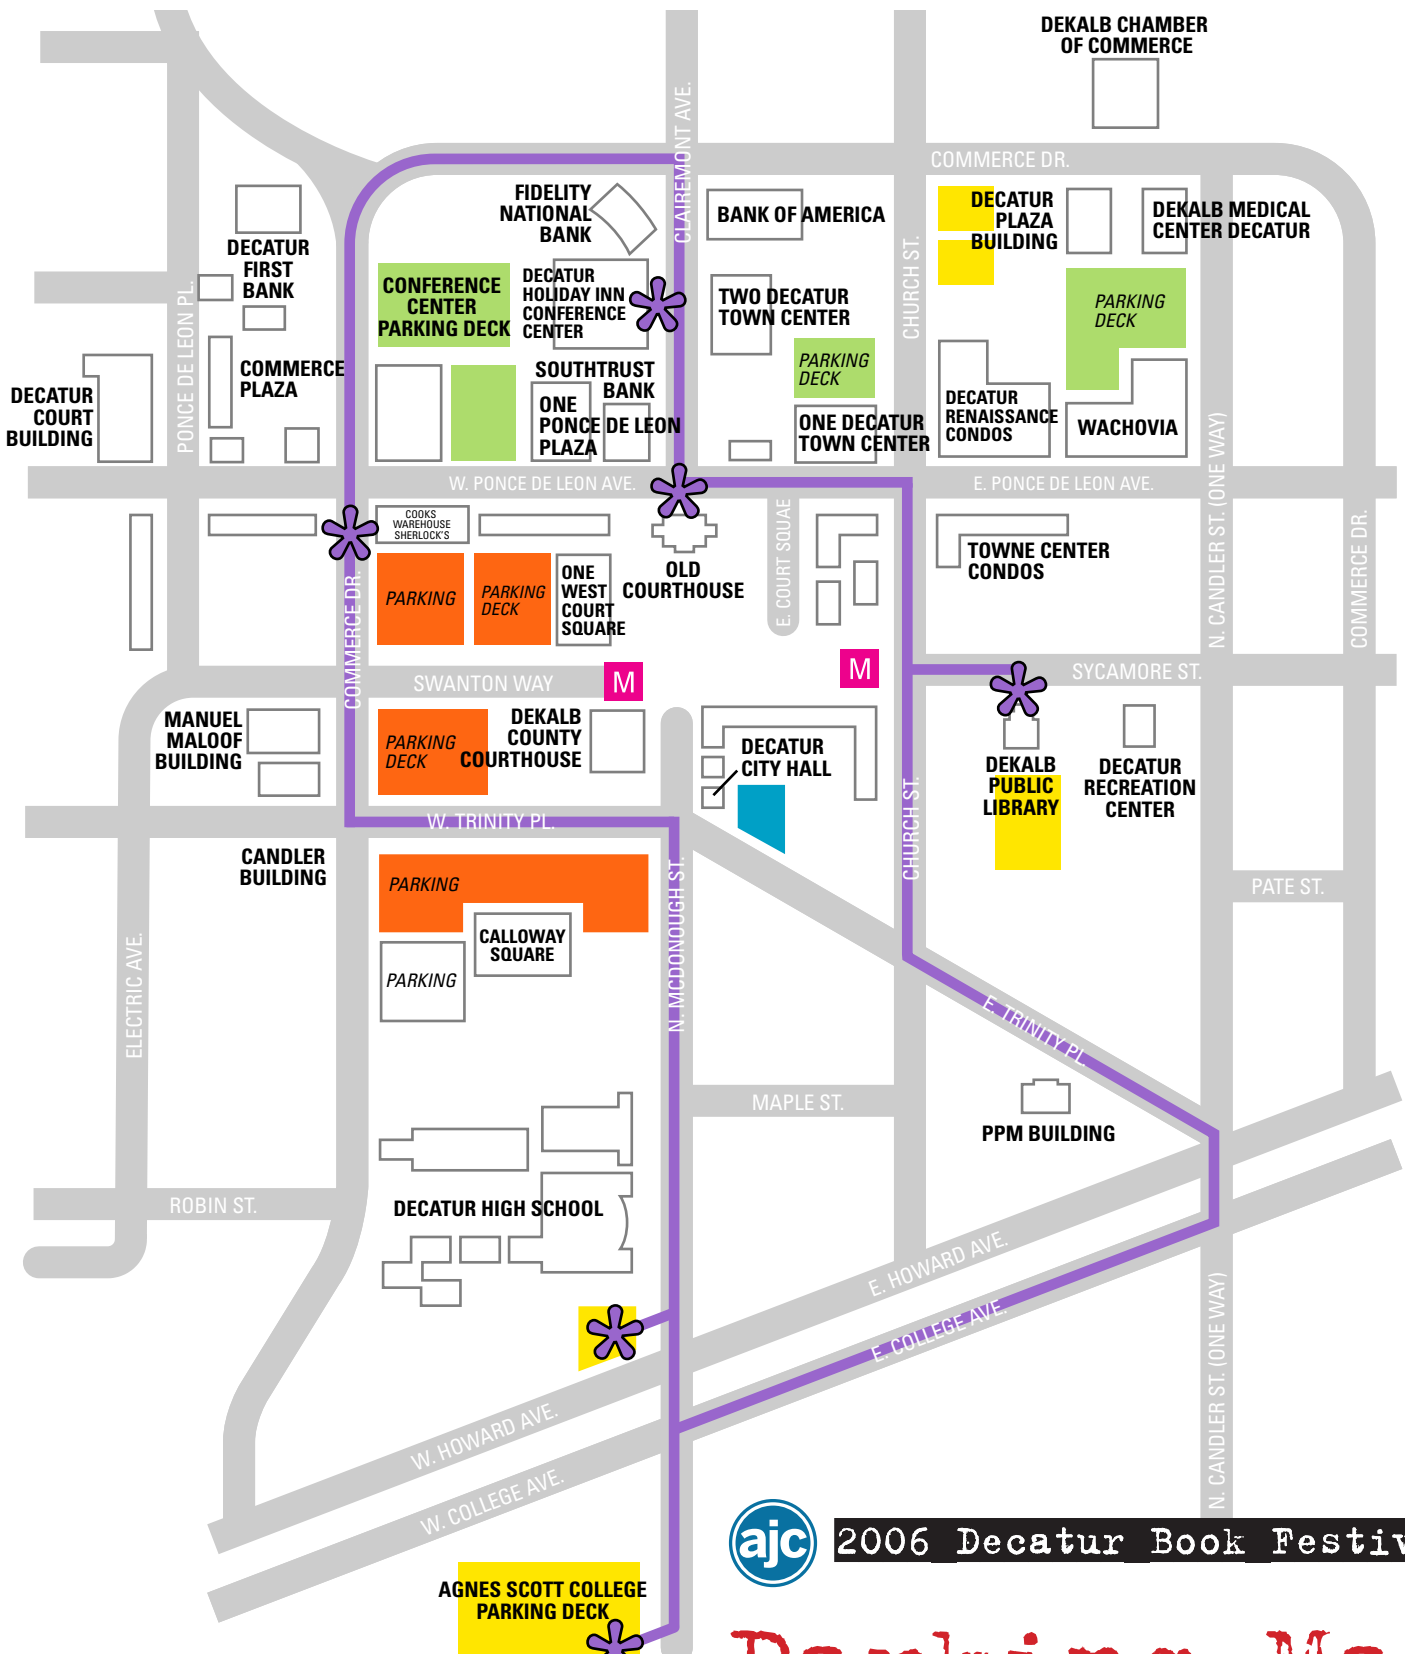 DEKALB CHAMBER
OF COMMERCE
CLAIREMONT AVE.
COMMERCE DR.
FIDELITY
NATIONAL
BANK
BANK OF AMERICA
DECATUR
PLAZA
BUILDING
DEKALB MEDICAL
CENTER DECATUR
DECATUR
FIRST
BANK
CHURCH ST.
PONCE DE LEON PL.
CONFERENCE
CENTER
PARKING DECK
DECATUR
HOLIDAY INN
CONFERENCE
CENTER
TWO DECATUR
TOWN CENTER
PARKING
DECK
COMMERCE
PLAZA
SOUTHTRUST
BANK
PARKING
DECK
DECATUR
COURT
BUILDING
ONE
PONCE DE LEON
PLAZA
ONE DECATUR
TOWN CENTER
DECATUR
RENAISSANCE
CONDOS
WACHOVIA
N. CANDLER ST. (ONE WAY)
W. PONCE DE LEON AVE.
E. PONCE DE LEON AVE.
COOKS
WAREHOUSE
SHERLOCK'S
E. COURT SQUAE
COMMERCE DR.
TOWNE CENTER
CONDOS
PARKING
PARKING
DECK
ONE
WEST
COURT
SQUARE
OLD
COURTHOUSE
COMMERCE DR.
M
M
SWANTON WAY
SYCAMORE ST.
MANUEL
MALOOF
BUILDING
PARKING
DECK
DEKALB
COUNTY
COURTHOUSE
DECATUR
CITY HALL
DEKALB
PUBLIC
LIBRARY
DECATUR
RECREATION
CENTER
W. TRINITY PL.
CHURCH ST.
CANDLER
BUILDING
PARKING
N. MCDONOUGH ST.
PATE ST.
CALLOWAY
SQUARE
PARKING
ELECTRIC AVE.
E. TRINITY PL.
MAPLE ST.
PPM BUILDING
ROBIN ST.
DECATUR HIGH SCHOOL
E. HOWARD AVE.
E. COLLEGE AVE.
N. CANDLER ST. (ONE WAY)
W. HOWARD AVE.
W. COLLEGE AVE.
ajc
2006 Decatur Book Festiv
AGNES SCOTT COLLEGE
PARKING DECK